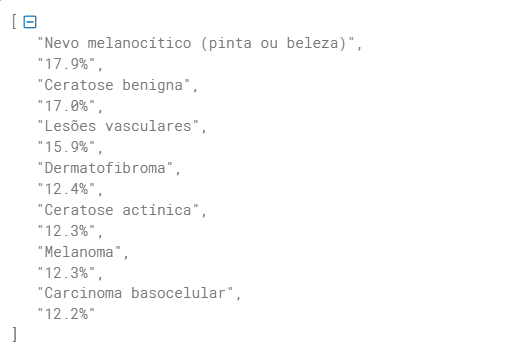 [
"Nevo melanocítico (pinta ou beleza)",
"17.9%",
"Ceratose benigna",
"17.0%",
"Lesões vasculares",
"15.9%",
"Dermatofibroma",
"12.4%",
"Ceratose actínica",
"12.3%",
"Melanoma",
"12.3%",
"Carcinoma basocelular",
"12.2%"
]